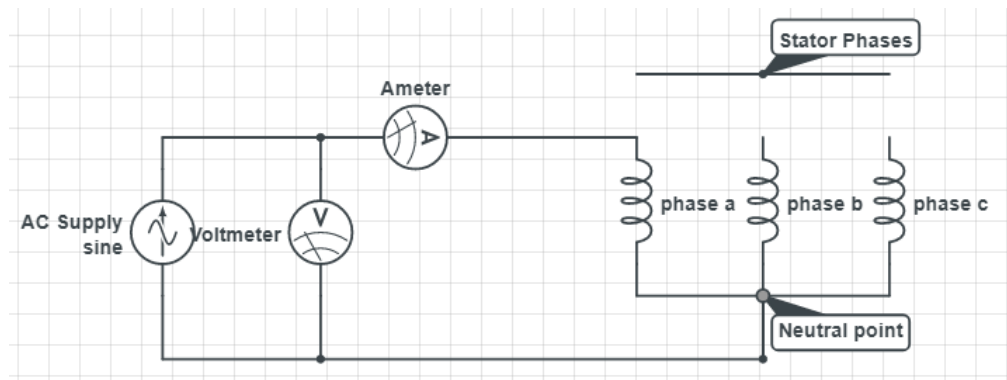 Stator Phases
Ameter
A
AC Supply
sine
Voltmeter
V
phase a
phase b
phase c
Neutral point